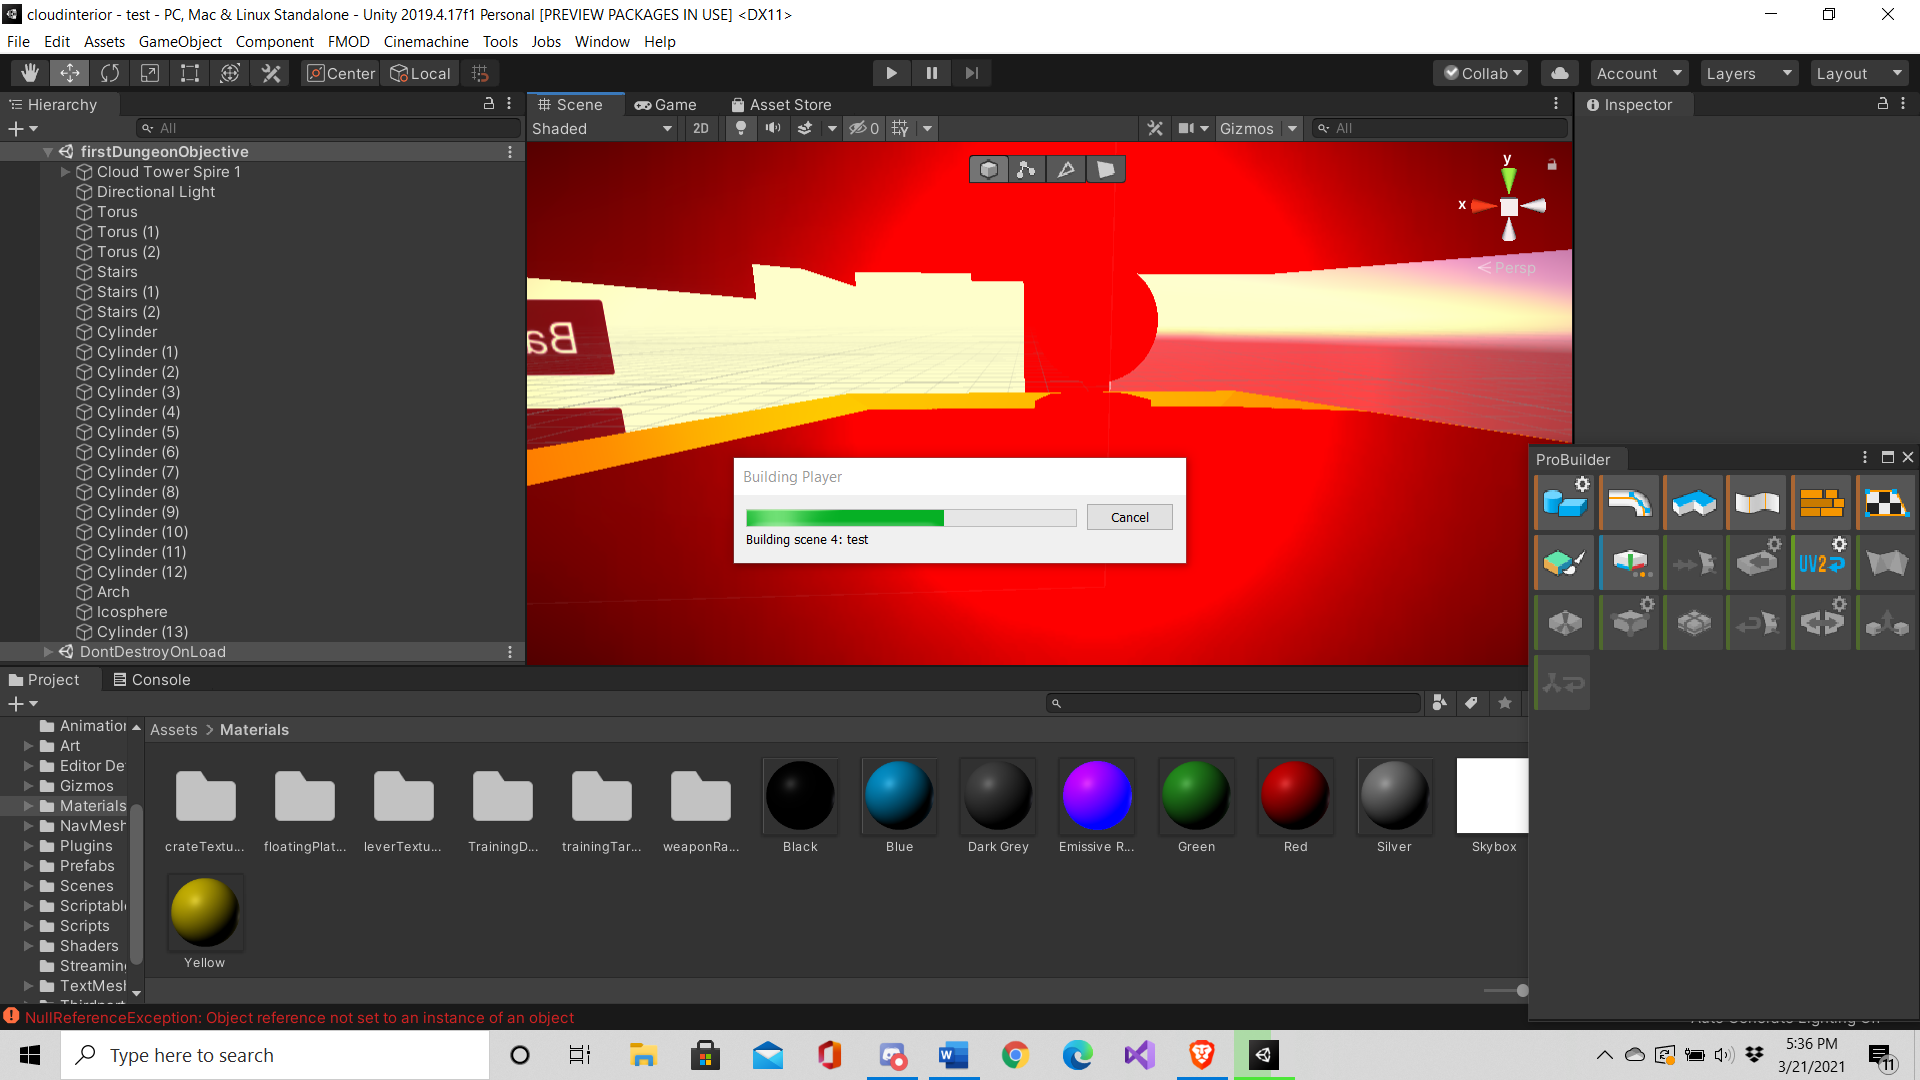 cloudinterior - test - PC, Mac & Linux Standalone - Unity 2019.4.17f1 Personal [PREVIEW PACKAGES IN USE] <DX11>
File Edit Assets GameObject Component FMOD Cinemachine Tools Jobs Window Help
Center Local Collab Account Layers Layout
Hierarchy
All
firstDungeonObjective
Cloud Tower Spire 1
Directional Light
Torus
Torus (1)
Torus (2)
Stairs
Stairs (1)
Stairs (2)
Cylinder
Cylinder (1)
Cylinder (2)
Cylinder (3)
Cylinder (4)
Cylinder (5)
Cylinder (6)
Cylinder (7)
Cylinder (8)
Cylinder (9)
Cylinder (10)
Cylinder (11)
Cylinder (12)
Arch
Icosphere
Cylinder (13)
DontDestroyOnLoad
Scene Game Asset Store
Shaded 2D 0 Gizmos All
y
x
Persp
Ba
Building Player
Cancel
Building scene 4: test
Inspector
ProBuilder
UV2
Project Console
Animation
Art
Editor De
Gizmos
Materials
NavMesh
Plugins
Prefabs
Scenes
Scriptable
Scripts
Shaders
Streaming
TextMesh
Assets > Materials
crateTextu... floatingPlat... leverTextu... TrainingD... trainingTar... weaponRa... Black Blue Dark Grey Emissive R... Green Red Silver Skybox
Yellow
NullReferenceException: Object reference not set to an instance of an object
Auto Generate Lighting Off
Type here to search
5:36 PM
3/21/2021
11